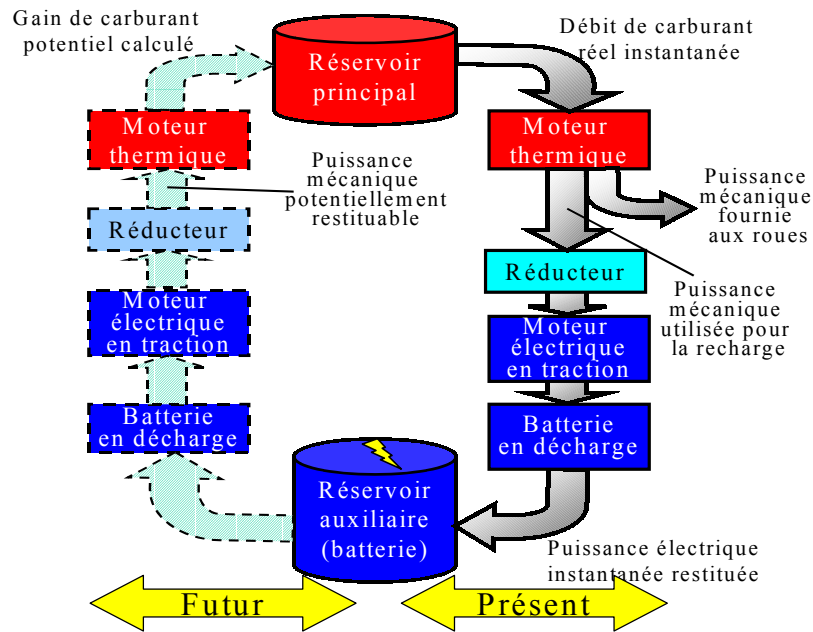 Gain de carburant
potentiel calculé
Réservoir
principal
Débit de carburant
réel instantanée
Moteur
thermique
Puissance
mécanique
potentiellement
restituable
Moteur
thermique
Puissance
mécanique
fournie
aux roues
Réducteur
Réducteur
Puissance
mécanique
utilisée pour
la recharge
Moteur
électrique
en traction
Moteur
électrique
en traction
Batterie
en décharge
Batterie
en décharge
Réservoir
auxiliaire
(batterie)
Puissance électrique
instantanée restituée
Futur
Présent